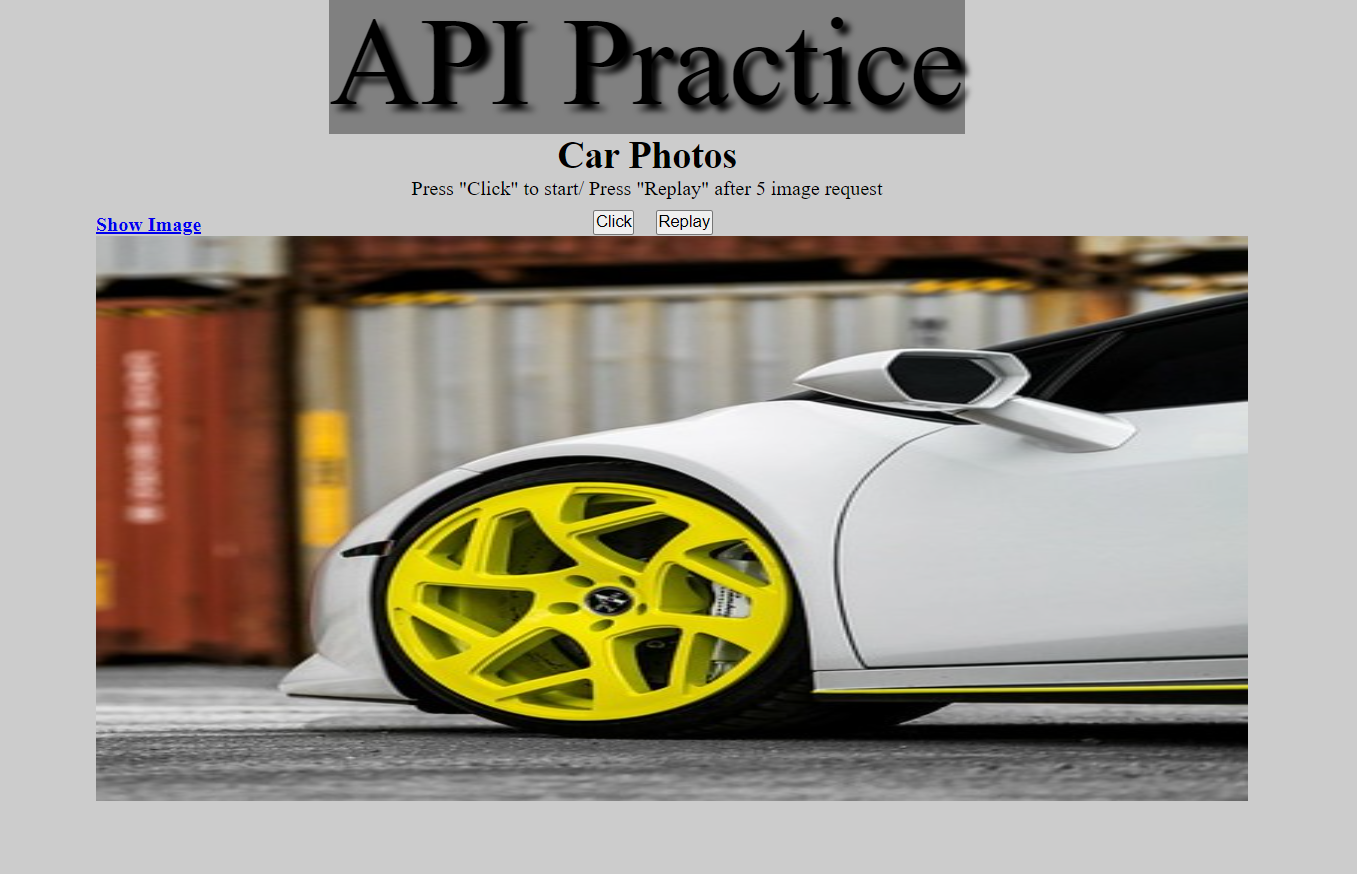 API Practice
Car Photos
Press "Click" to start/ Press "Replay" after 5 image request
Show Image
Click Replay